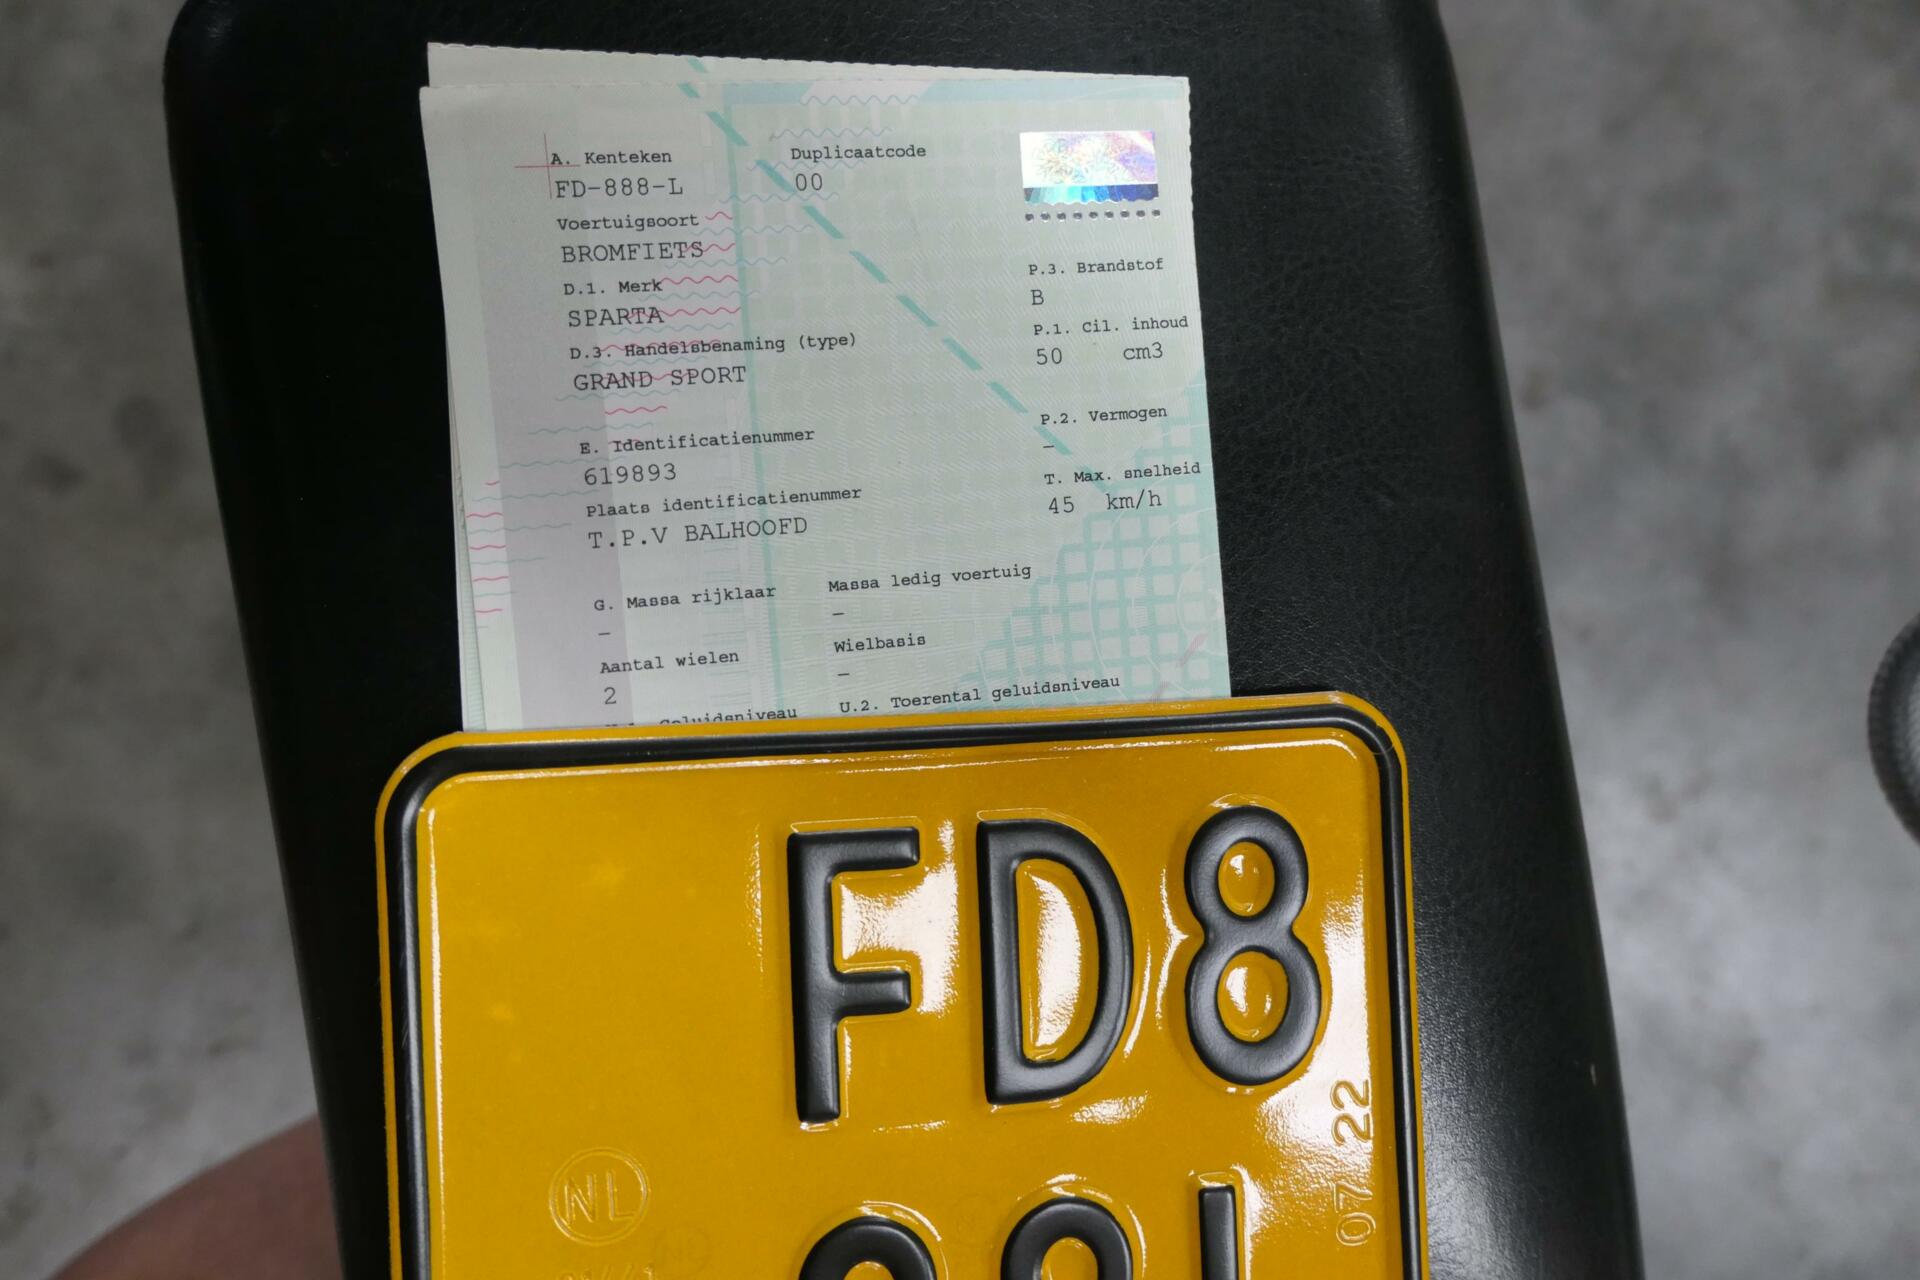 A. Kenteken Duplicaatcode
FD-888-L 00
Voertuigsoort
BROMFIETS
P.3. Brandstof
D.1. Merk
B
SPARTA
P.1. Cil. inhoud
D.3. Handelsbenaming (type)
50 cm3
GRAND SPORT
P.2. Vermogen
–
E. Identificatienummer
619893
T. Max. snelheid
45 km/h
Plaats identificatienummer
T.P.V BALHOOFD
G. Massa rijklaar Massa ledig voertuig
– –
Aantal wielen Wielbasis
2 –
Geluidsniveau U.2. Toerental geluidsniveau
FD8
07 22
NL
88L